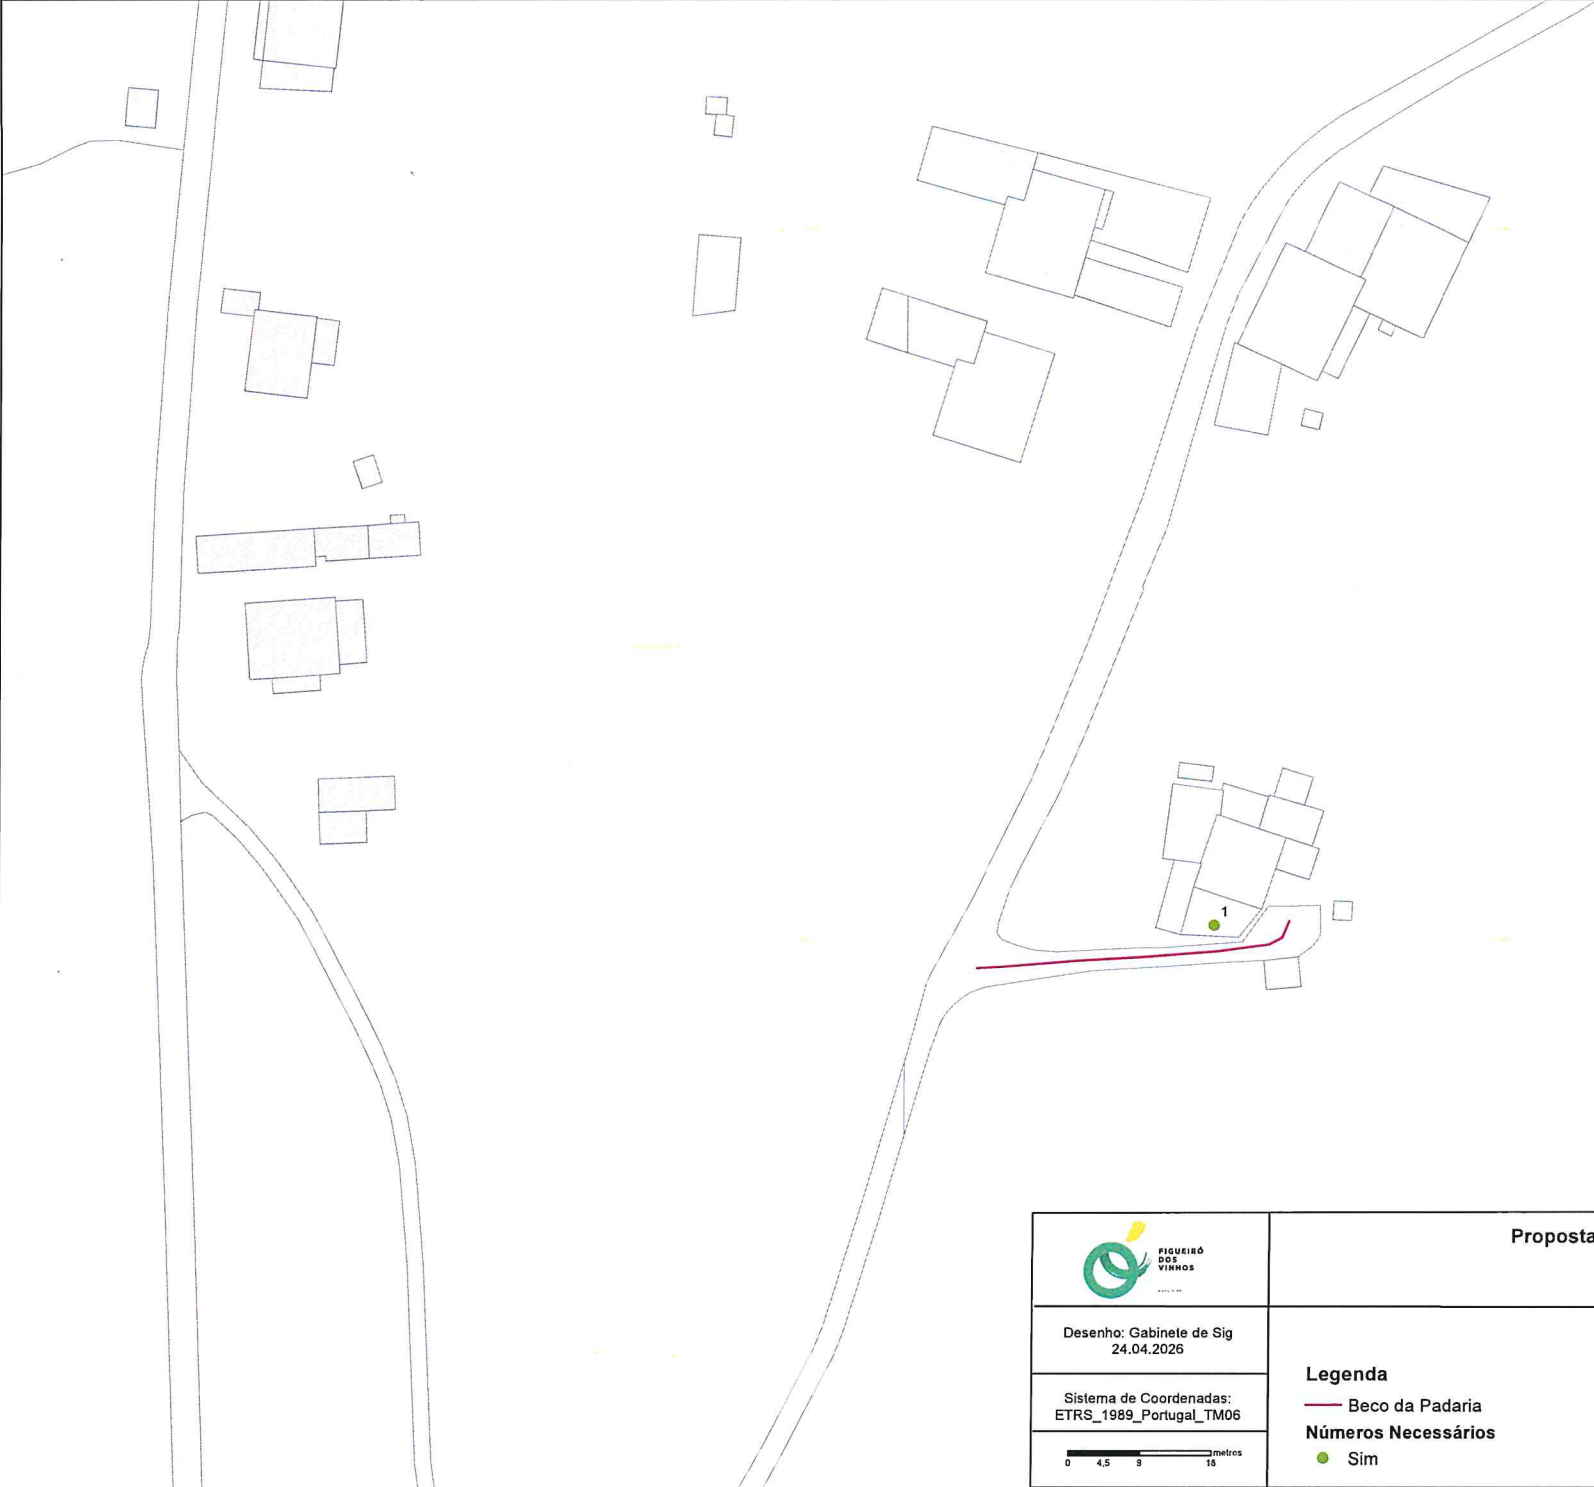 1
FIGUEIRÓ
DOS
VINHOS
Proposta
Desenho: Gabinete de Sig
24.04.2026
Sistema de Coordenadas:
ETRS_1989_Portugal_TM06
metros
0 4,5 9 18
Legenda
Beco da Padaria
Números Necessários
Sim